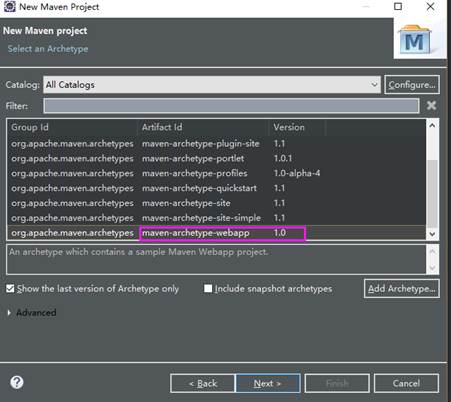 New Maven Project
New Maven project
Select an Archetype
M
Catalog: All Catalogs Configure...
Filter:
Group Id Artifact Id Version
org.apache.maven.archetypes maven-archetype-plugin-site 1.1
org.apache.maven.archetypes maven-archetype-portlet 1.0.1
org.apache.maven.archetypes maven-archetype-profiles 1.0-alpha-4
org.apache.maven.archetypes maven-archetype-quickstart 1.1
org.apache.maven.archetypes maven-archetype-site 1.1
org.apache.maven.archetypes maven-archetype-site-simple 1.1
org.apache.maven.archetypes maven-archetype-webapp 1.0
An archetype which contains a sample Maven Webapp project.
Show the last version of Archetype only Include snapshot archetypes Add Archetype...
Advanced
? < Back Next > Finish Cancel